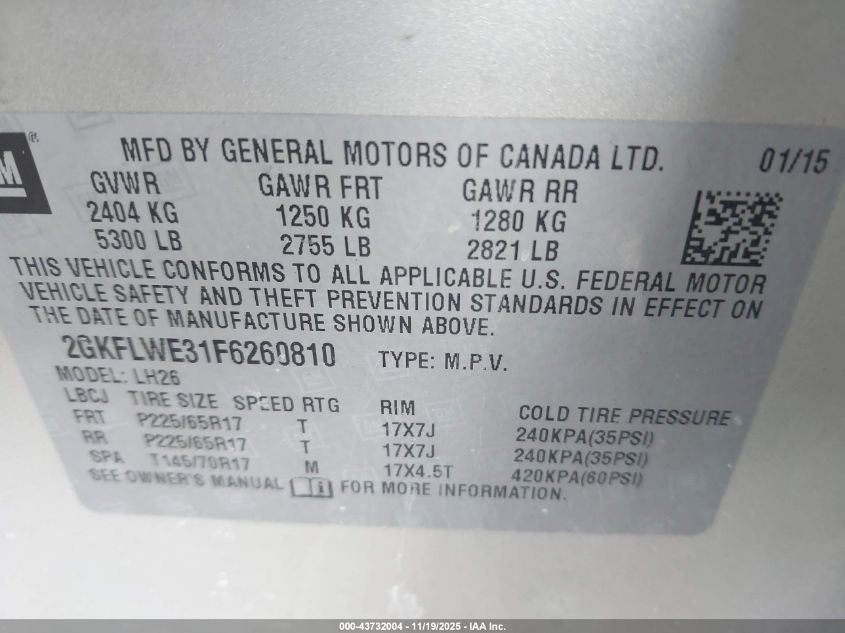 GM®
MFD BY GENERAL MOTORS OF CANADA LTD. 01/15
GVWR GAWR FRT GAWR RR
2404 KG 1250 KG 1280 KG
5300 LB 2755 LB 2821 LB
THIS VEHICLE CONFORMS TO ALL APPLICABLE U.S. FEDERAL MOTOR
VEHICLE SAFETY AND THEFT PREVENTION STANDARDS IN EFFECT ON
THE DATE OF MANUFACTURE SHOWN ABOVE.
2GKFLWE31F6260810 TYPE: M.P.V.
MODEL: LH26
LBCJ TIRE SIZE SPEED RTG RIM COLD TIRE PRESSURE
FRT P225/65R17 T 17X7J 240KPA(35PSI)
RR P225/65R17 T 17X7J 240KPA(35PSI)
SPA T145/70R17 M 17X4.5T 420KPA(60PSI)
SEE OWNER'S MANUAL FOR MORE INFORMATION.
000-43732004 - 11/19/2025 - IAA Inc.